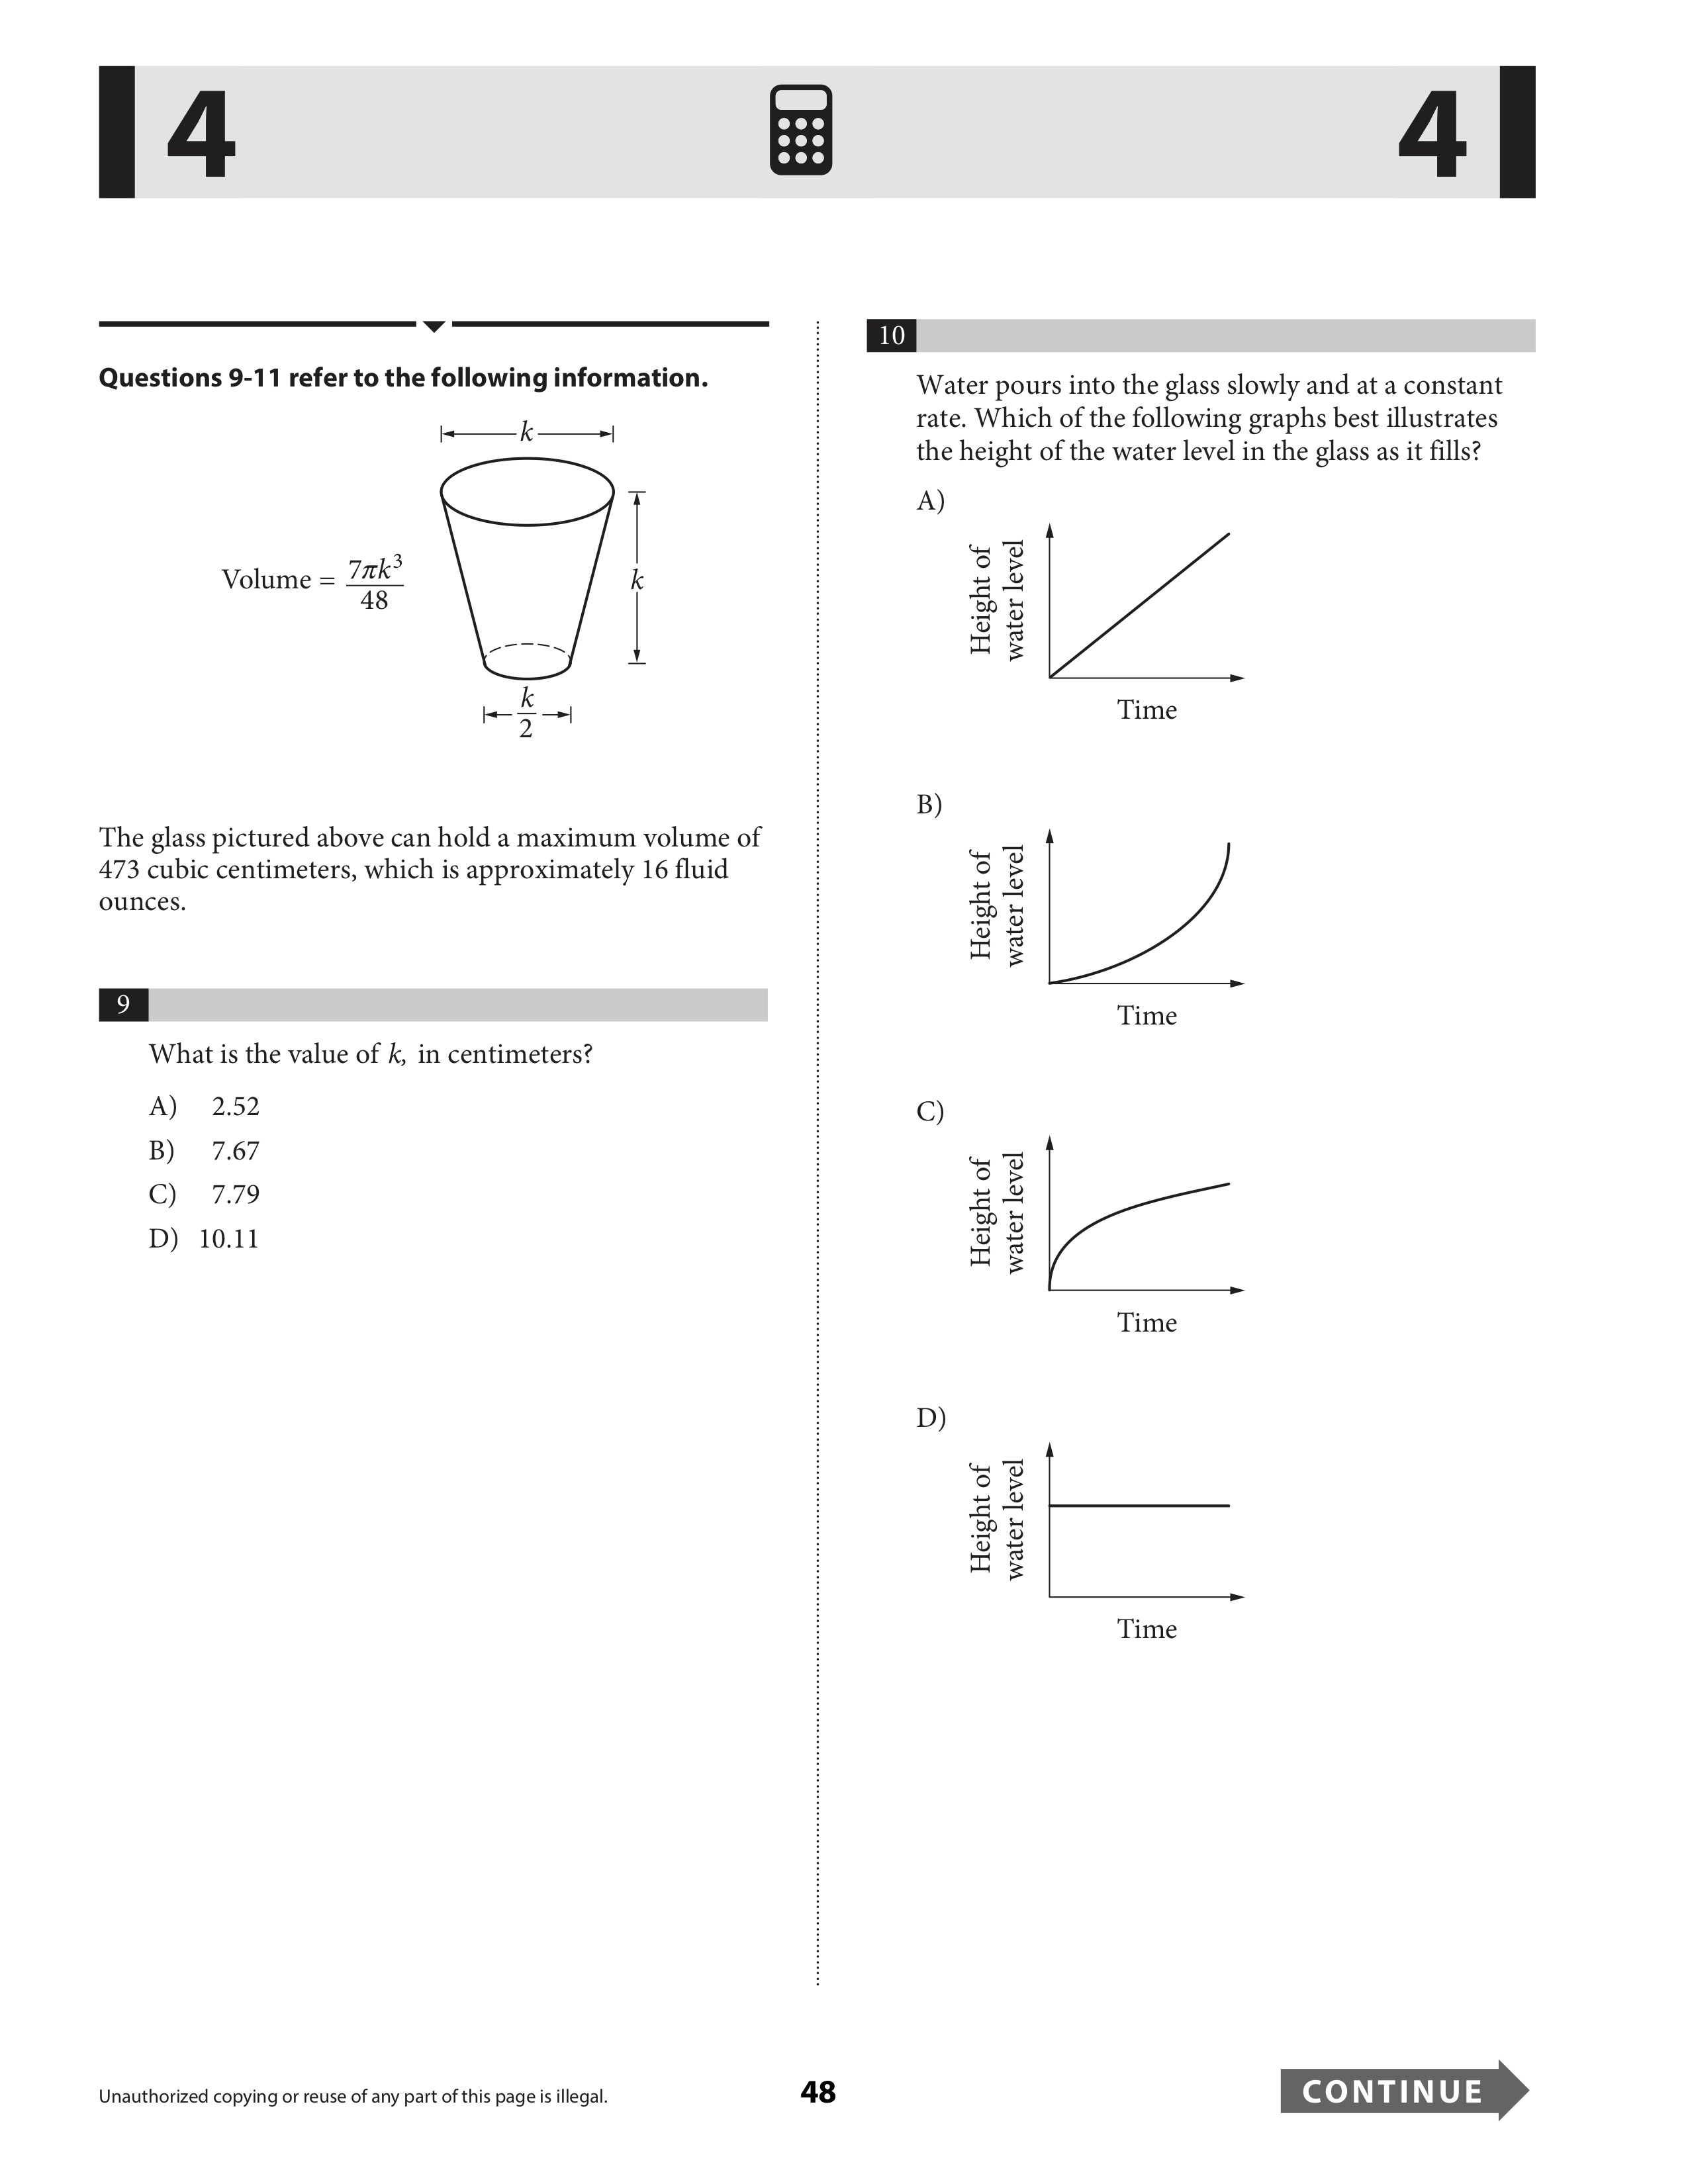 4
4
Questions 9-11 refer to the following information.
k
Volume = 7πk³
48
k
k
2
The glass pictured above can hold a maximum volume of
473 cubic centimeters, which is approximately 16 fluid
ounces.
9
What is the value of k, in centimeters?
A) 2.52
B) 7.67
C) 7.79
D) 10.11
10
Water pours into the glass slowly and at a constant
rate. Which of the following graphs best illustrates
the height of the water level in the glass as it fills?
A)
Height of
water level
Time
B)
Height of
water level
Time
C)
Height of
water level
Time
D)
Height of
water level
Time
Unauthorized copying or reuse of any part of this page is illegal.
48
CONTINUE